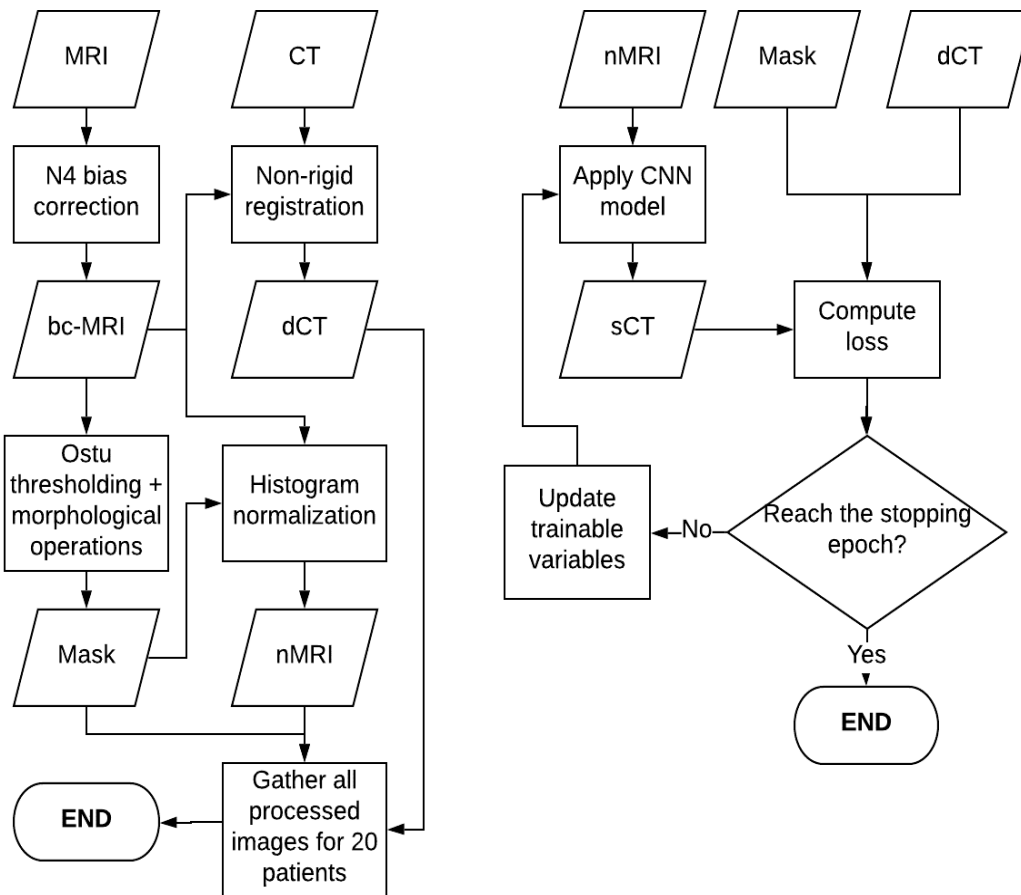 MRI
CT
N4 bias
correction
Non-rigid
registration
bc-MRI
dCT
Ostu
thresholding +
morphological
operations
Histogram
normalization
Mask
nMRI
Gather all
processed
images for 20
patients
END
nMRI
Mask
dCT
Apply CNN
model
sCT
Compute
loss
Update
trainable
variables
No
Reach the stopping
epoch?
Yes
END